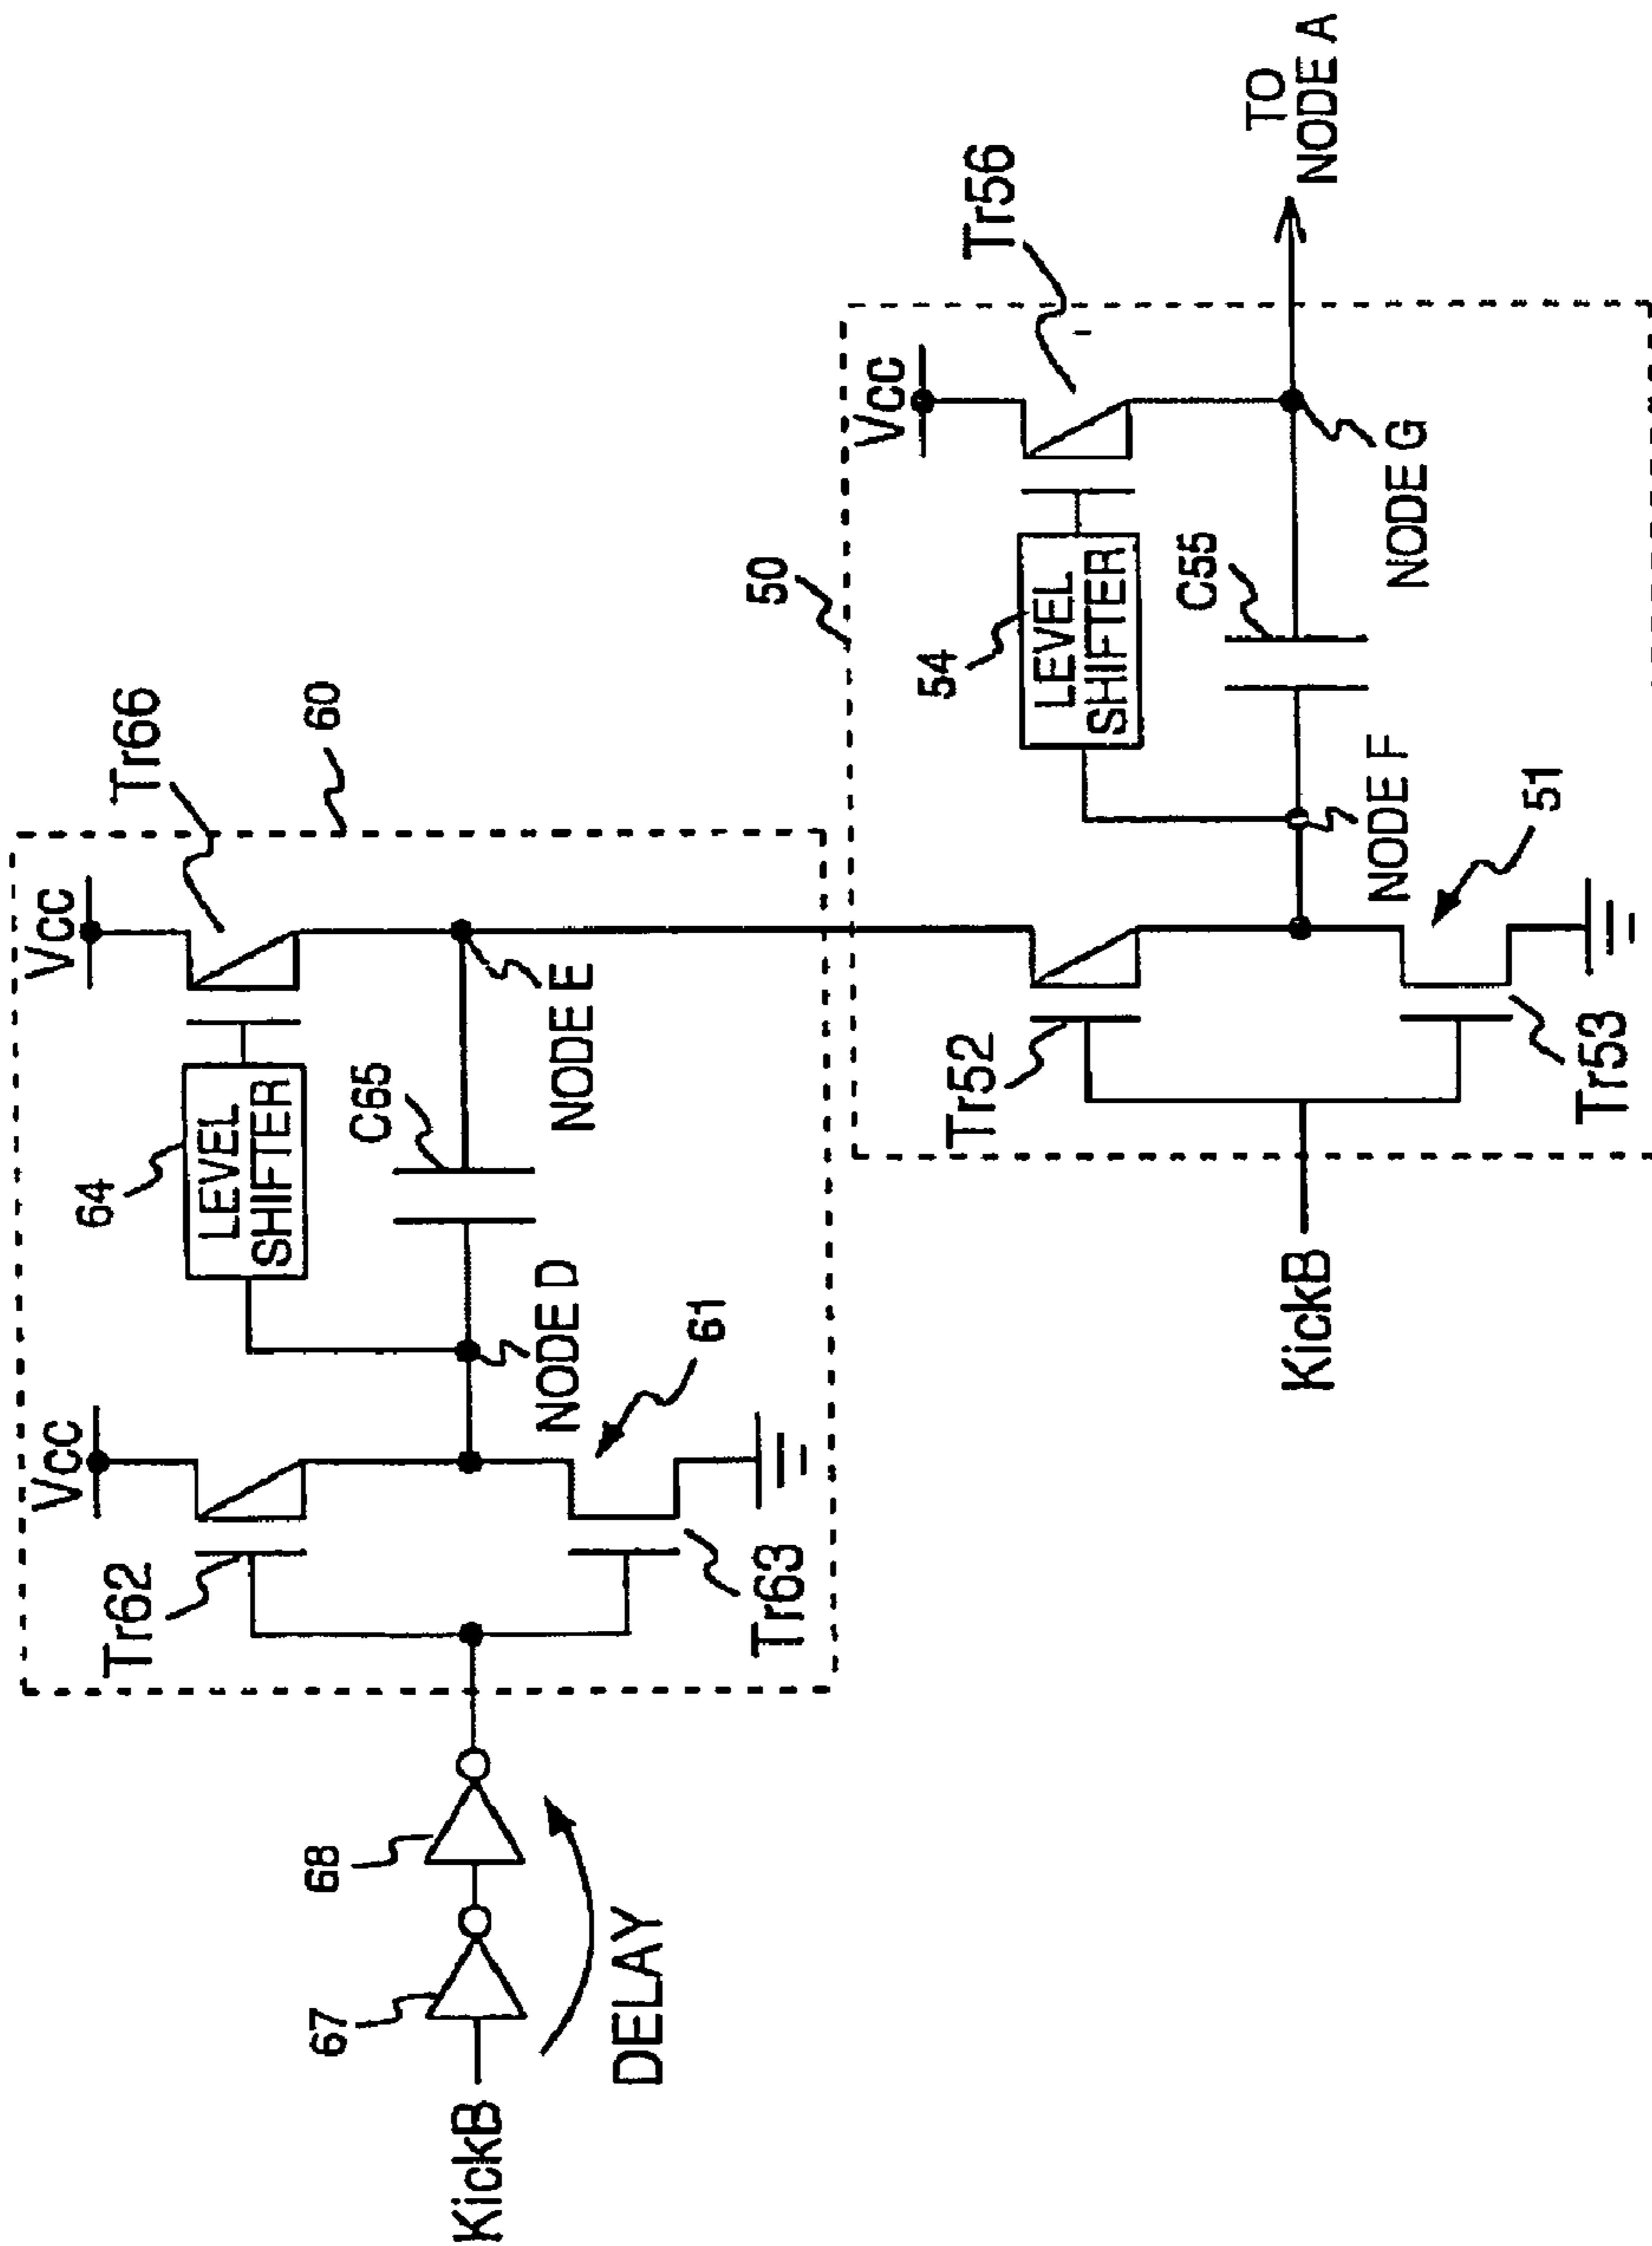 Vcc
Tr66
60
64
LEVEL
SHIFTER
C65
Vcc
Tr62
NODE E
NODE D
61
Tr63
68
67
KickB
DELAY
50
Vcc
Tr56
54
LEVEL
SHIFTER
C55
TO
NODE A
NODE G
NODE F
Tr52
51
KickB
Tr53